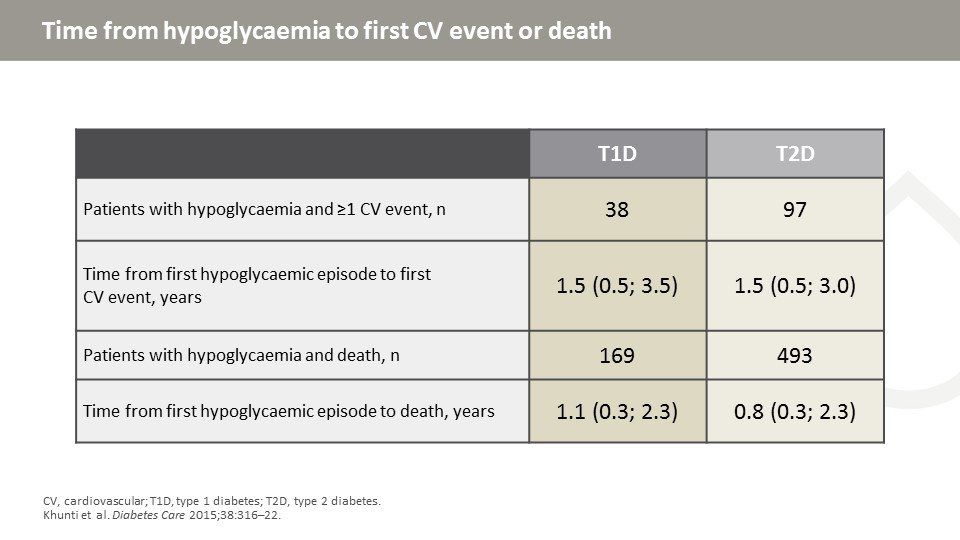 Time from hypoglycaemia to first CV event or death
T1D T2D
Patients with hypoglycaemia and ≥1 CV event, n 38 97
Time from first hypoglycaemic episode to first
CV event, years 1.5 (0.5; 3.5) 1.5 (0.5; 3.0)
Patients with hypoglycaemia and death, n 169 493
Time from first hypoglycaemic episode to death, years 1.1 (0.3; 2.3) 0.8 (0.3; 2.3)
CV, cardiovascular; T1D, type 1 diabetes; T2D, type 2 diabetes.
Khunti et al. Diabetes Care 2015;38:316–22.